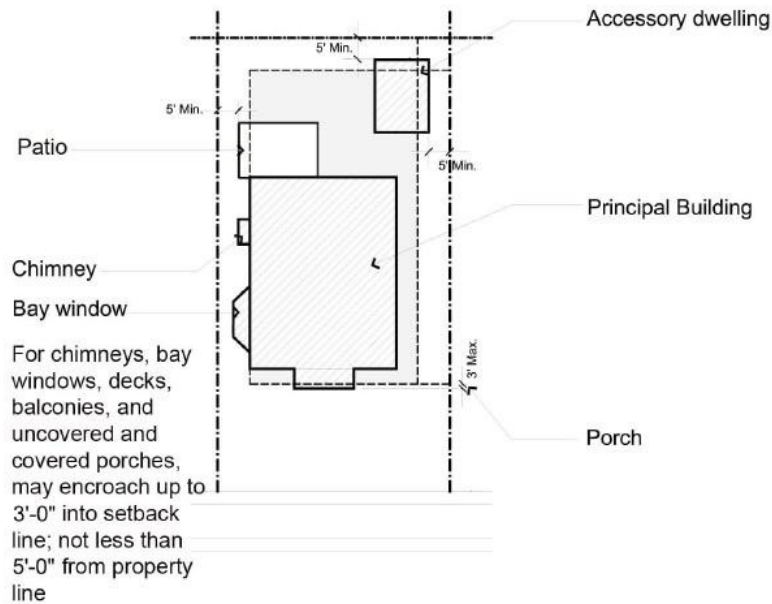 Accessory dwelling
5' Min.
5' Min.
Patio
5' Min.
Principal Building
Chimney
Bay window
3' Max.
For chimneys, bay
windows, decks,
balconies, and
uncovered and
covered porches,
may encroach up to
3'-0" into setback
line; not less than
5'-0" from property
line
Porch